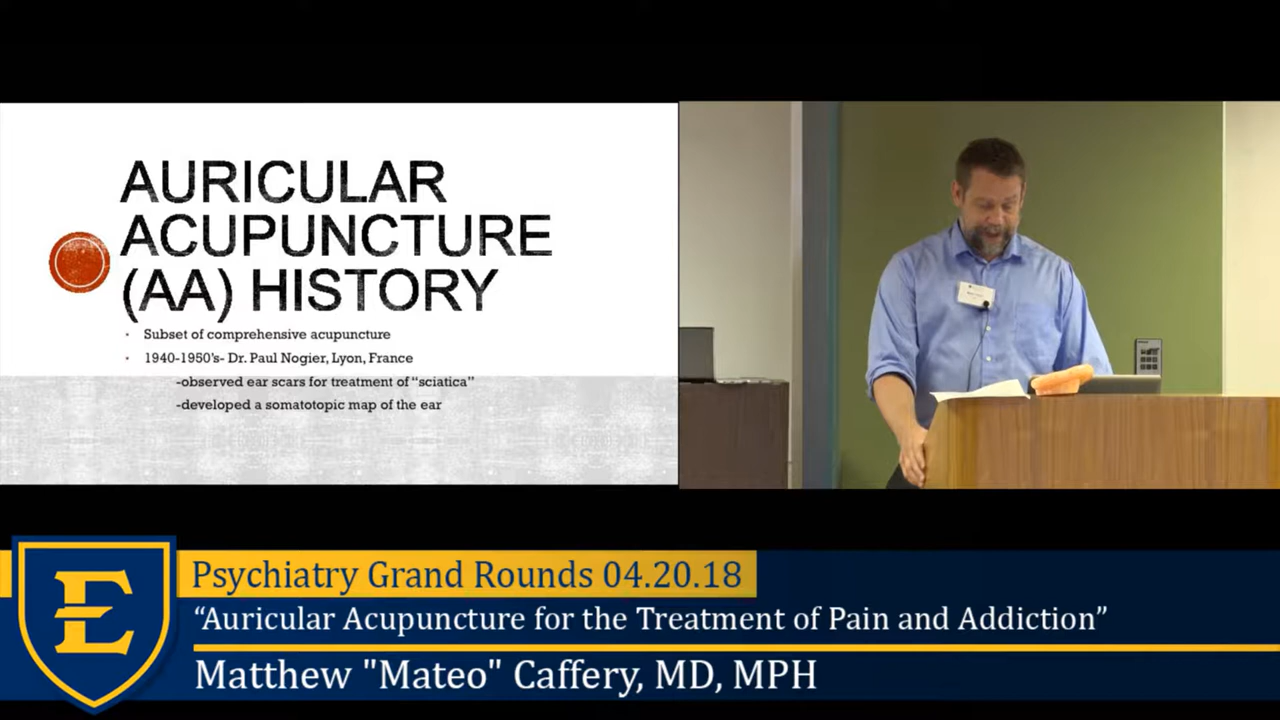 AURICULAR
ACUPUNCTURE
(AA) HISTORY
• Subset of comprehensive acupuncture
• 1940-1950's- Dr. Paul Nogier, Lyon, France
-observed ear scars for treatment of “sciatica”
-developed a somatotopic map of the ear
E
Psychiatry Grand Rounds 04.20.18
“Auricular Acupuncture for the Treatment of Pain and Addiction”
Matthew "Mateo" Caffery, MD, MPH